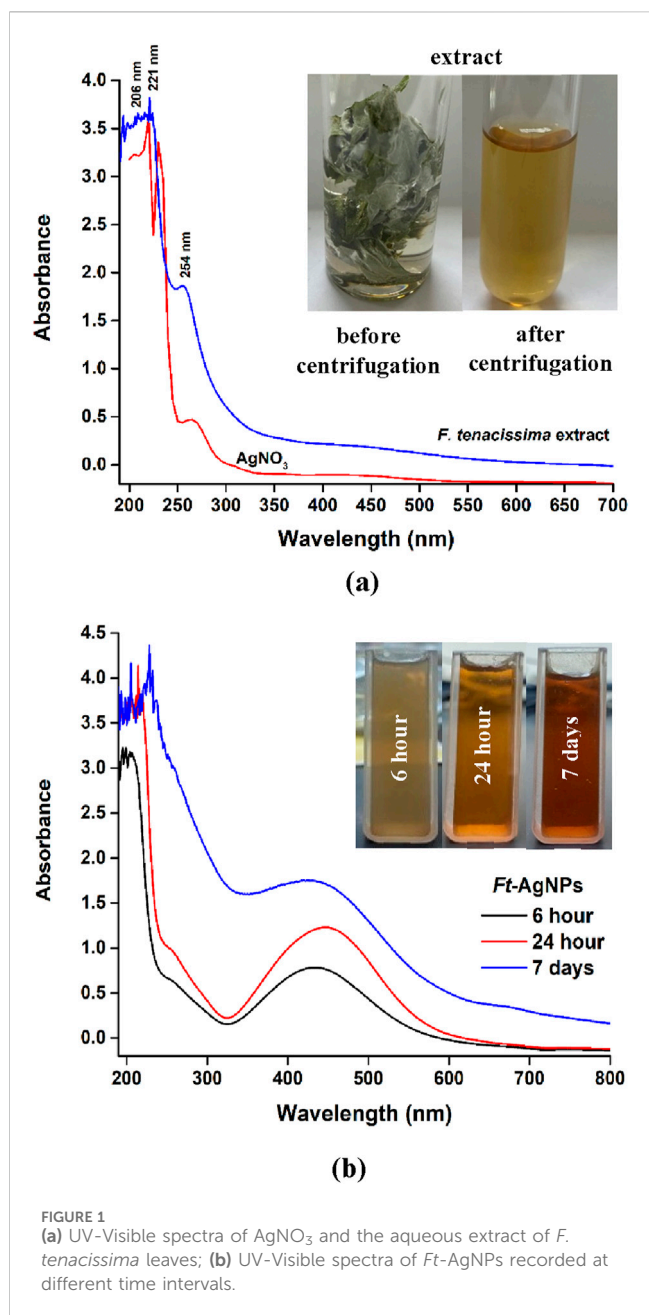 206 nm
221 nm
254 nm
extract
before
centrifugation
after
centrifugation
4.0
3.5
3.0
2.5
2.0
1.5
1.0
0.5
0.0
Absorbance
F. tenacissima extract
AgNO₃
200 250 300 350 400 450 500 550 600 650 700
Wavelength (nm)
(a)
4.5
4.0
3.5
3.0
2.5
2.0
1.5
1.0
0.5
0.0
Absorbance
6 hour
24 hour
7 days
Ft-AgNPs
6 hour
24 hour
7 days
200 300 400 500 600 700 800
Wavelength (nm)
(b)
FIGURE 1
(a) UV-Visible spectra of AgNO₃ and the aqueous extract of F.
tenacissima leaves; (b) UV-Visible spectra of Ft-AgNPs recorded at
different time intervals.